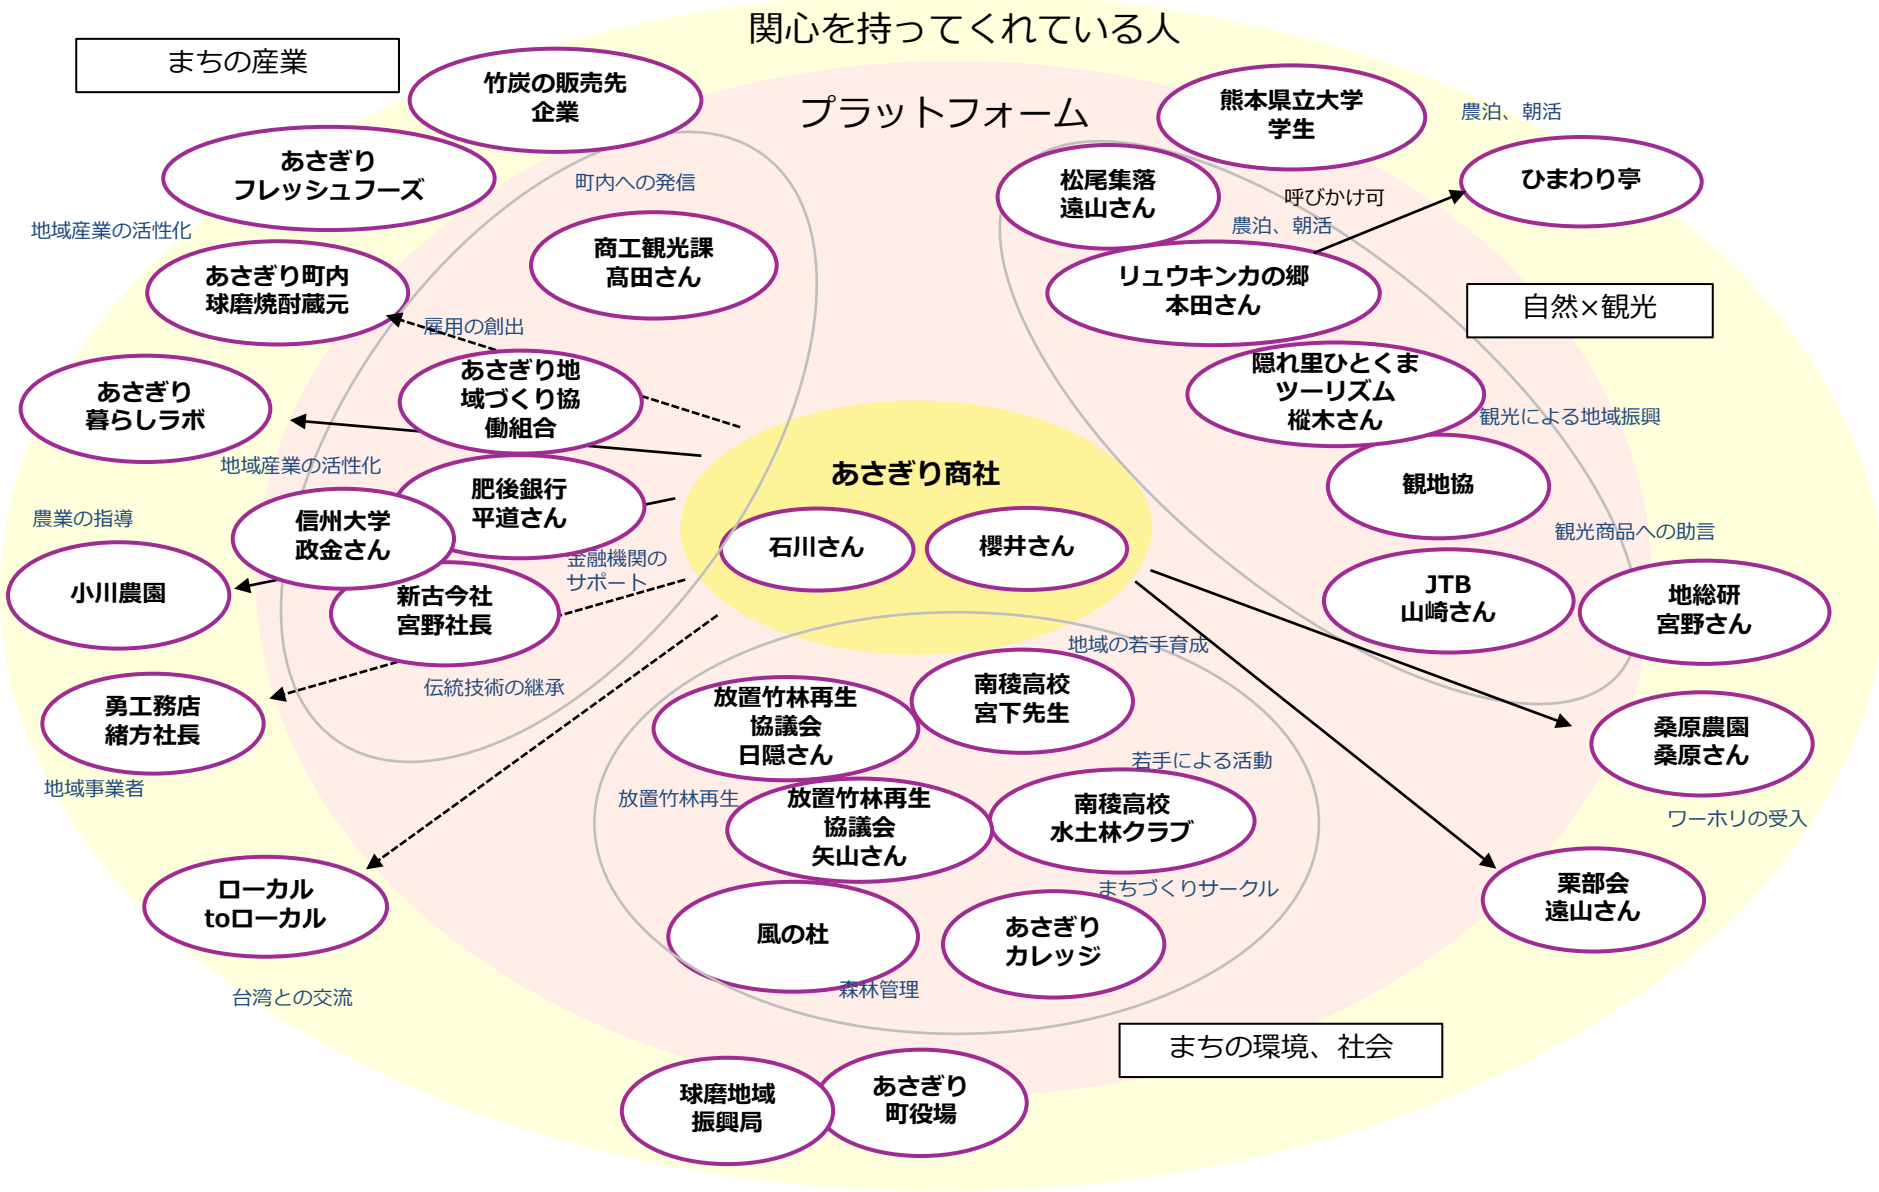 関心を持ってくれている人
まちの産業
プラットフォーム
竹炭の販売先
企業
熊本県立大学
学生
農泊、朝活
ひまわり亭
あさぎり
フレッシュフーズ
町内への発信
松尾集落
遠山さん
呼びかけ可
農泊、朝活
地域産業の活性化
商工観光課
髙田さん
リュウキンカの郷
本田さん
あさぎり町内
球磨焼酎蔵元
自然×観光
雇用の創出
あさぎり地
域づくり協
働組合
隠れ里ひとくま
ツーリズム
樅木さん
あさぎり
暮らしラボ
観光による地域振興
地域産業の活性化
あさぎり商社
観地協
肥後銀行
平道さん
農業の指導
信州大学
政金さん
石川さん
櫻井さん
観光商品への助言
金融機関の
サポート
小川農園
新古今社
宮野社長
JTB
山崎さん
地総研
宮野さん
地域の若手育成
伝統技術の継承
放置竹林再生
協議会
日隠さん
南稜高校
宮下先生
勇工務店
緒方社長
桑原農園
桑原さん
地域事業者
若手による活動
放置竹林再生
放置竹林再生
協議会
矢山さん
南稜高校
水土林クラブ
ワーホリの受入
ローカル
toローカル
まちづくりサークル
栗部会
遠山さん
風の杜
あさぎり
カレッジ
森林管理
台湾との交流
まちの環境、社会
球磨地域
振興局
あさぎり
町役場